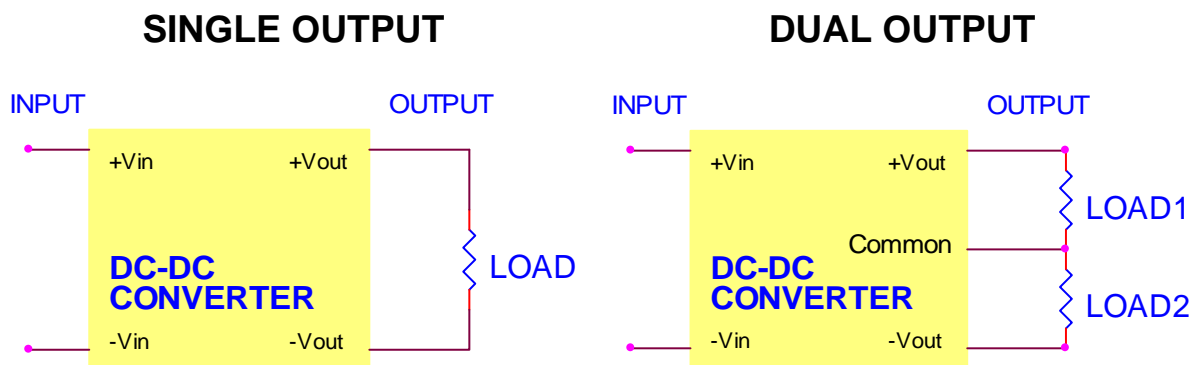 SINGLE OUTPUT
INPUT
OUTPUT
+Vin
+Vout
DC-DC
CONVERTER
LOAD
-Vin
-Vout
DUAL OUTPUT
INPUT
OUTPUT
+Vin
+Vout
LOAD1
Common
DC-DC
CONVERTER
LOAD2
-Vin
-Vout